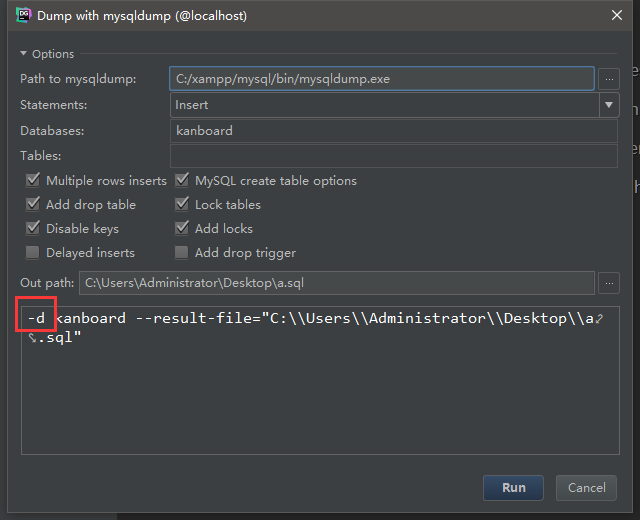 DG
Dump with mysqldump (@localhost)
Options
Path to mysqldump: C:/xampp/mysql/bin/mysqldump.exe ...
Statements: Insert
Databases: kanboard
Tables:
Multiple rows inserts MySQL create table options
Add drop table Lock tables
Disable keys Add locks
Delayed inserts Add drop trigger
Out path: C:\Users\Administrator\Desktop\a.sql ...
-d kanboard --result-file="C:\\Users\\Administrator\\Desktop\\a
.sql"
Run Cancel